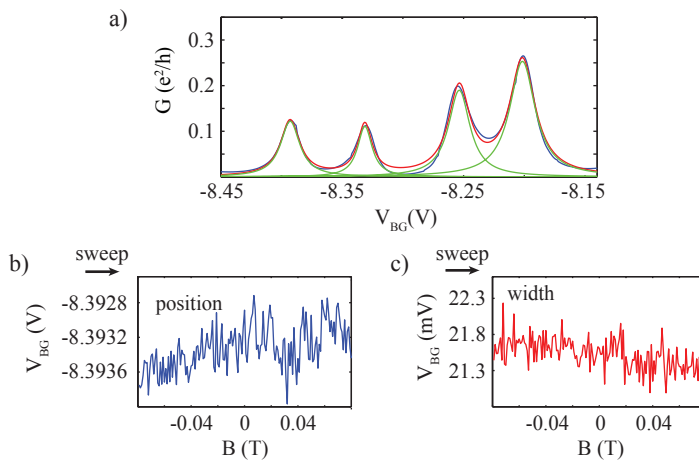 a)
G (e²/h)
0.3
0.2
0.1
-8.45
-8.35
-8.25
-8.15
V_BG(V)
b)
sweep
position
V_BG (V)
-8.3928
-8.3932
-8.3936
-0.04
0
0.04
B (T)
c)
sweep
width
V_BG (mV)
22.3
21.8
21.3
-0.04
0
0.04
B (T)